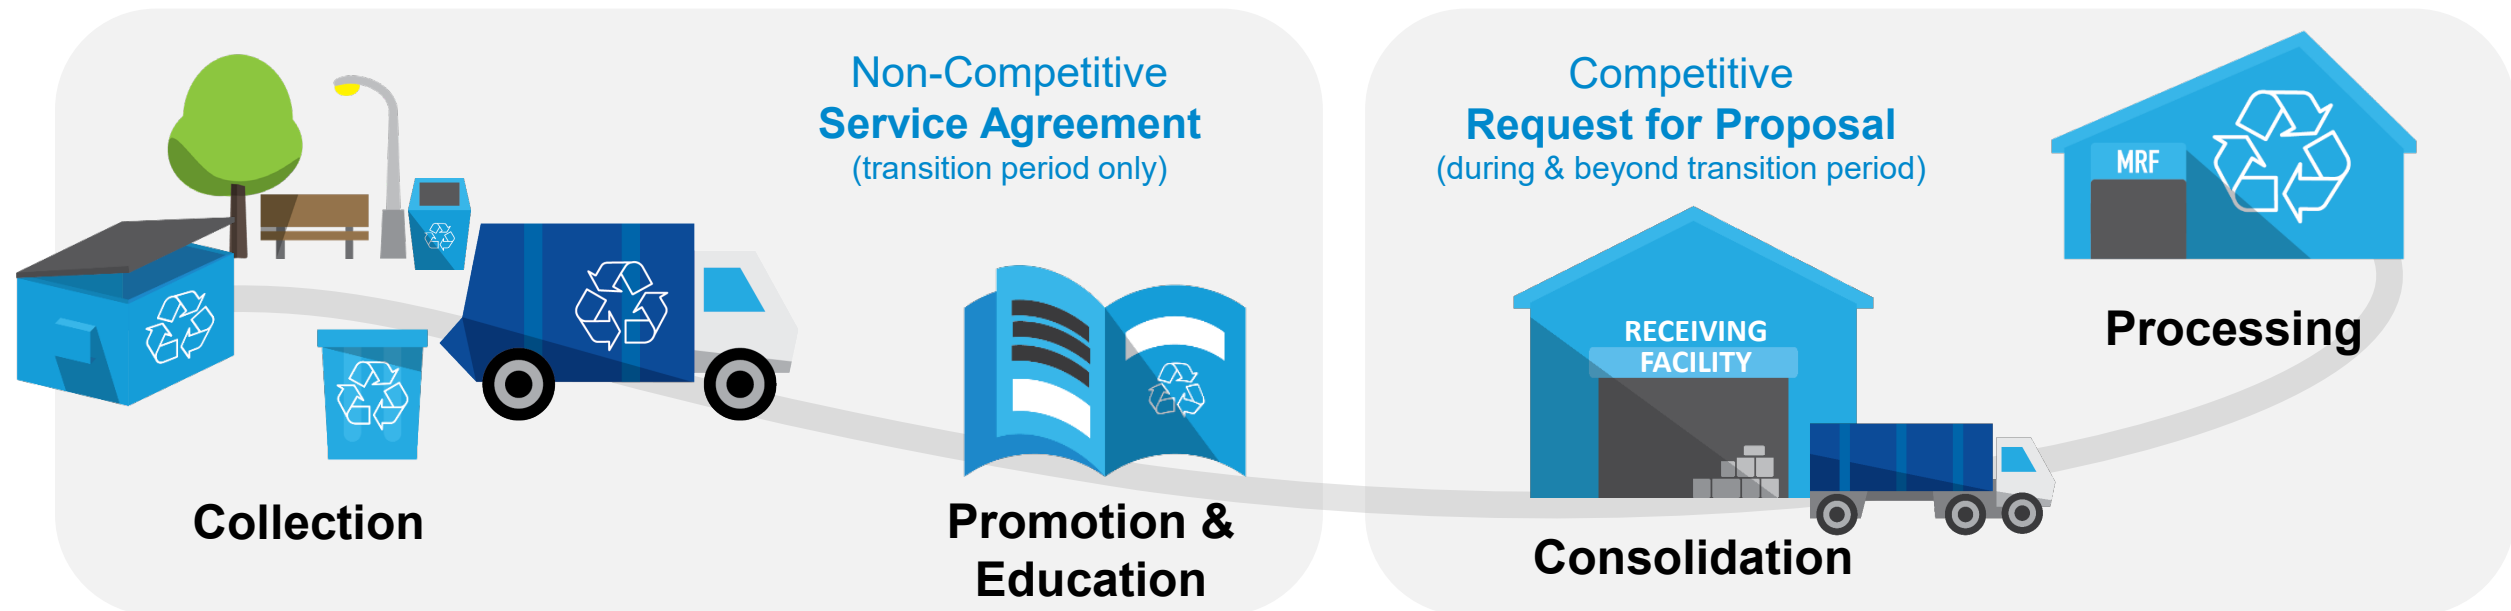 Non-Competitive
Service Agreement
(transition period only)
Competitive
Request for Proposal
(during & beyond transition period)
MRF
RECEIVING
FACILITY
Processing
Collection
Promotion &
Education
Consolidation